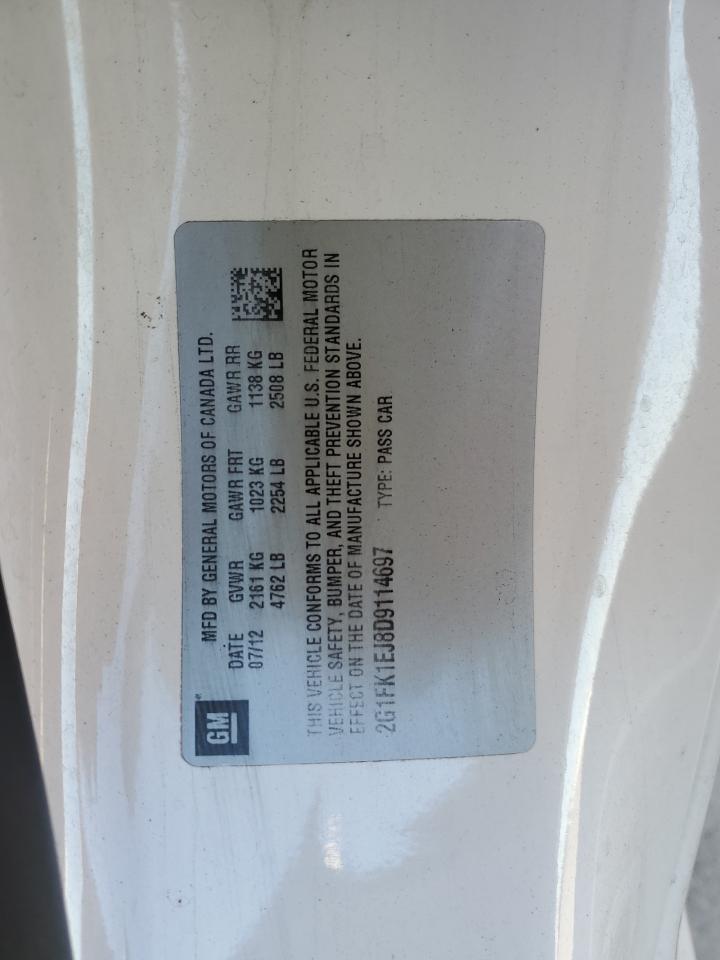 GM
MFD BY GENERAL MOTORS OF CANADA LTD.
DATE GVWR GAWR FRT GAWR RR
07/12 2161 KG 1023 KG 1138 KG
4762 LB 2254 LB 2508 LB
THIS VEHICLE CONFORMS TO ALL APPLICABLE U.S. FEDERAL MOTOR
VEHICLE SAFETY, BUMPER, AND THEFT PREVENTION STANDARDS IN
EFFECT ON THE DATE OF MANUFACTURE SHOWN ABOVE.
2G1FK1EJ8D9114697 TYPE: PASS CAR